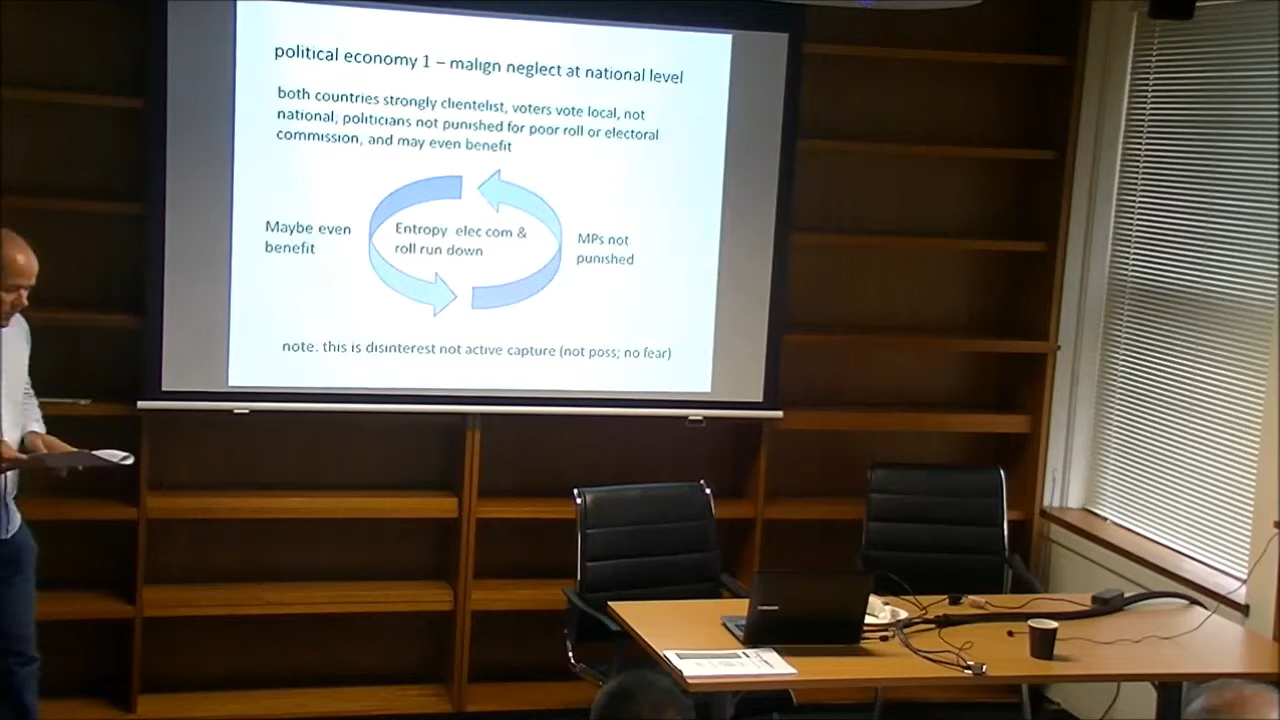 political economy 1 – malign neglect at national level
both countries strongly clientelist, voters vote local, not
national, politicians not punished for poor roll or electoral
commission, and may even benefit
Maybe even
benefit
Entropy elec com &
roll run down
MPs not
punished
note. this is disinterest not active capture (not poss; no fear)